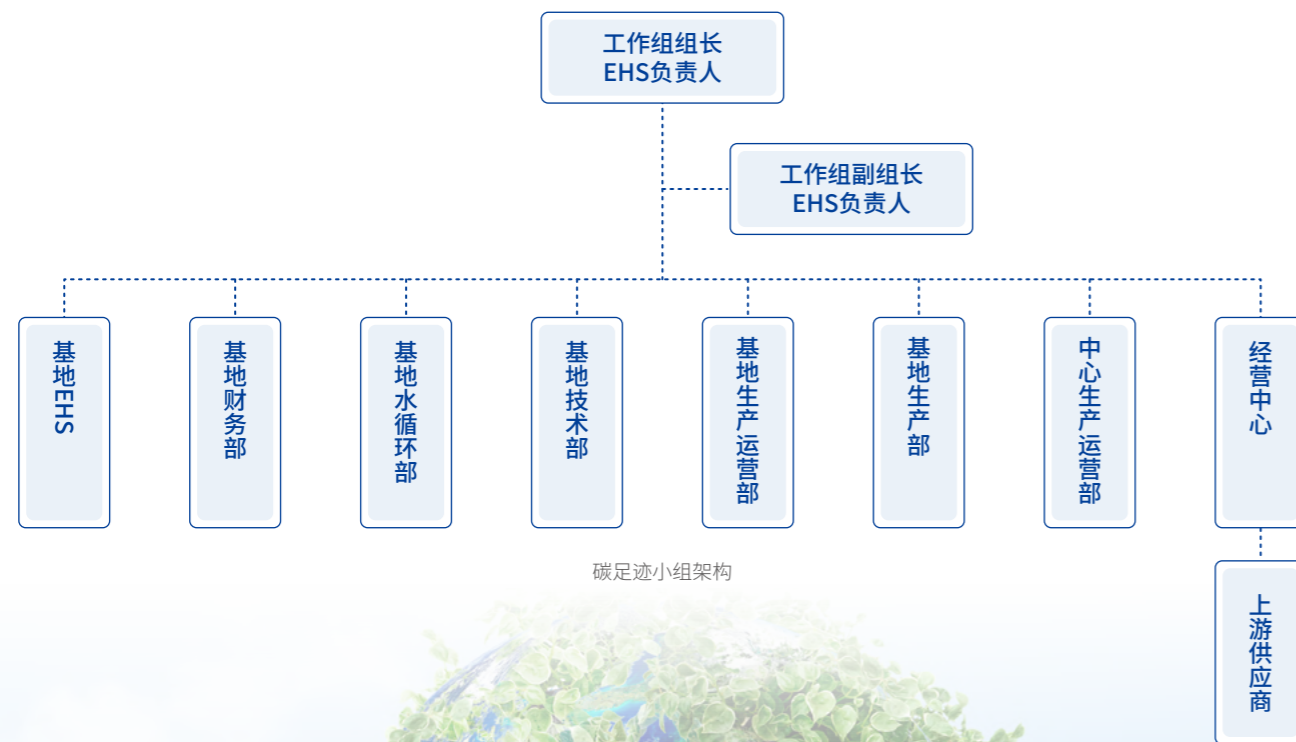 工作组组长
EHS负责人
工作组副组长
EHS负责人
基地EHS
基地财务部
基地水循环部
基地技术部
基地生产运营部
基地生产部
中心生产运营部
经营中心
碳足迹小组架构
上游供应商